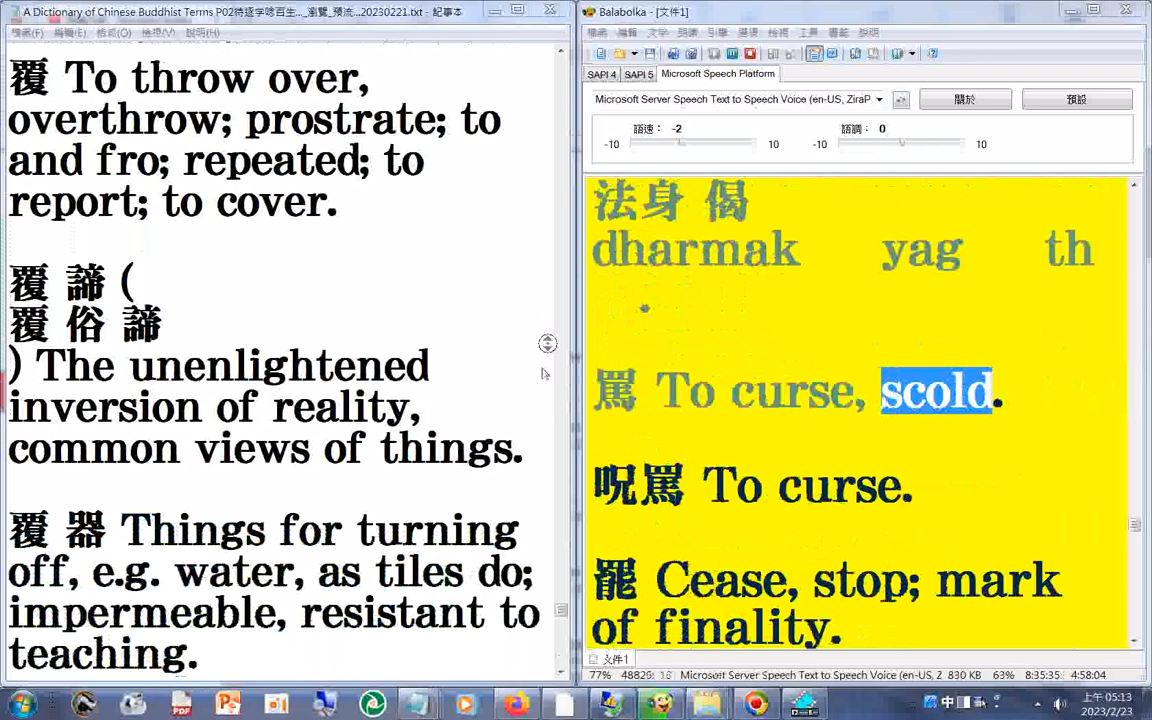 A Dictionary of Chinese Buddhist Terms
20230221.txt - 記事本
覆 To throw over,
overthrow; prostrate; to
and fro; repeated; to
report; to cover.
覆 諦 (
覆 俗 諦
) The unenlightened
inversion of reality,
common views of things.
覆 器 Things for turning
off, e.g. water, as tiles do;
impermeable, resistant to
teaching.
Balabolka - [文件1]
SAPI 4 SAPI 5 Microsoft Speech Platform
Microsoft Server Speech Text to Speech Voice (en-US, ZiraP
關於
預設
語速： -2
語調： 0
-10 10 -10 10
法身 偈
dharmak yag th
罵 To curse, scold.
呪罵 To curse.
罷 Cease, stop; mark
of finality.
文件1
77% Microsoft Server Speech Text to Speech Voice (en-US, Z 830 KB 63% 8:35:35 4:58:04
中
上午 05:13
2023/2/23